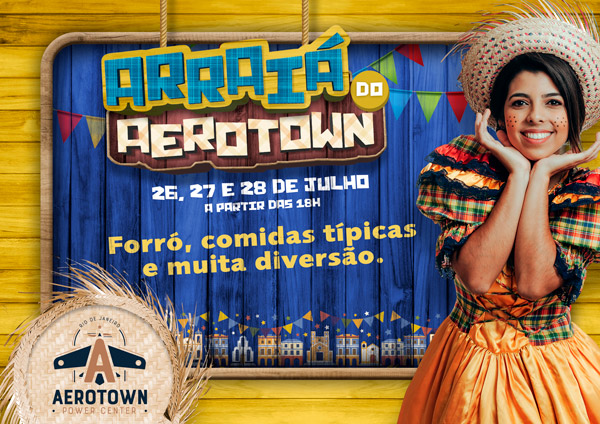 ARRAIÁ
DO
AEROTOWN
26, 27 E 28 DE JULHO
A PARTIR DAS 18H
Forró, comidas típicas
e muita diversão.
RIO DE JANEIRO
A
AEROTOWN
POWER CENTER